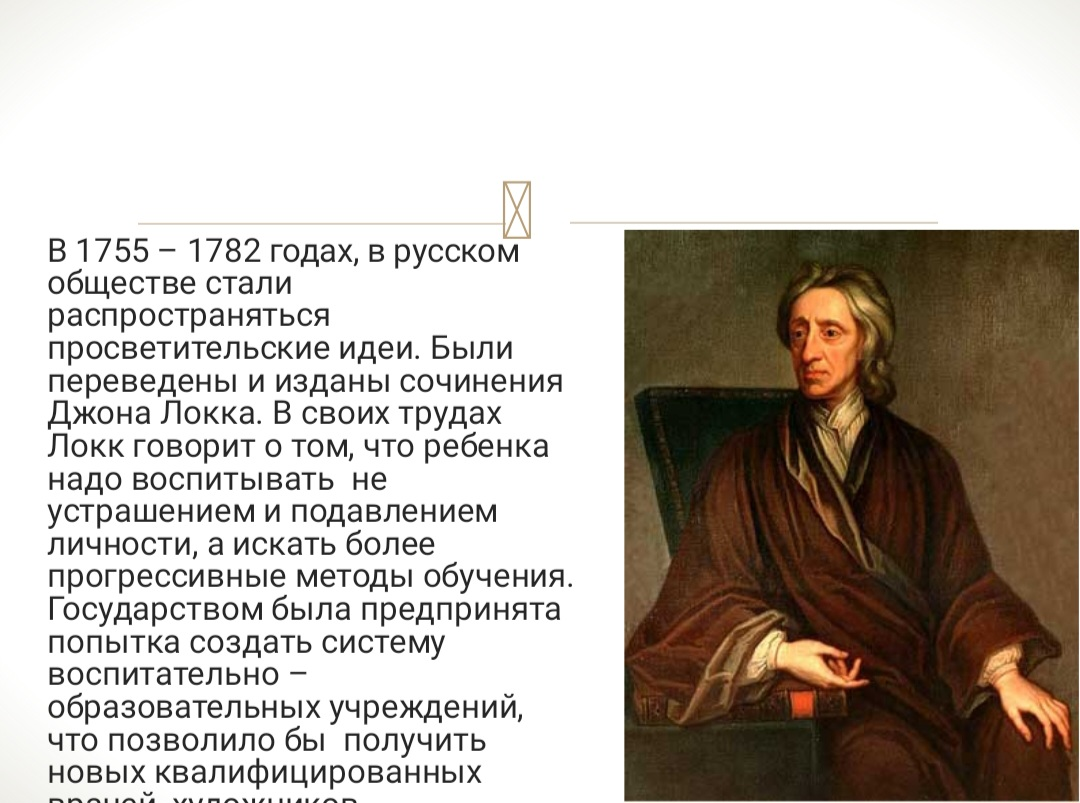 В 1755 – 1782 годах, в русском
обществе стали
распространяться
просветительские идеи. Были
переведены и изданы сочинения
Джона Локка. В своих трудах
Локк говорит о том, что ребенка
надо воспитывать  не
устрашением и подавлением
личности, а искать более
прогрессивные методы обучения.
Государством была предпринята
попытка создать систему
воспитательно –
образовательных учреждений,
что позволило бы  получить
новых квалифицированных